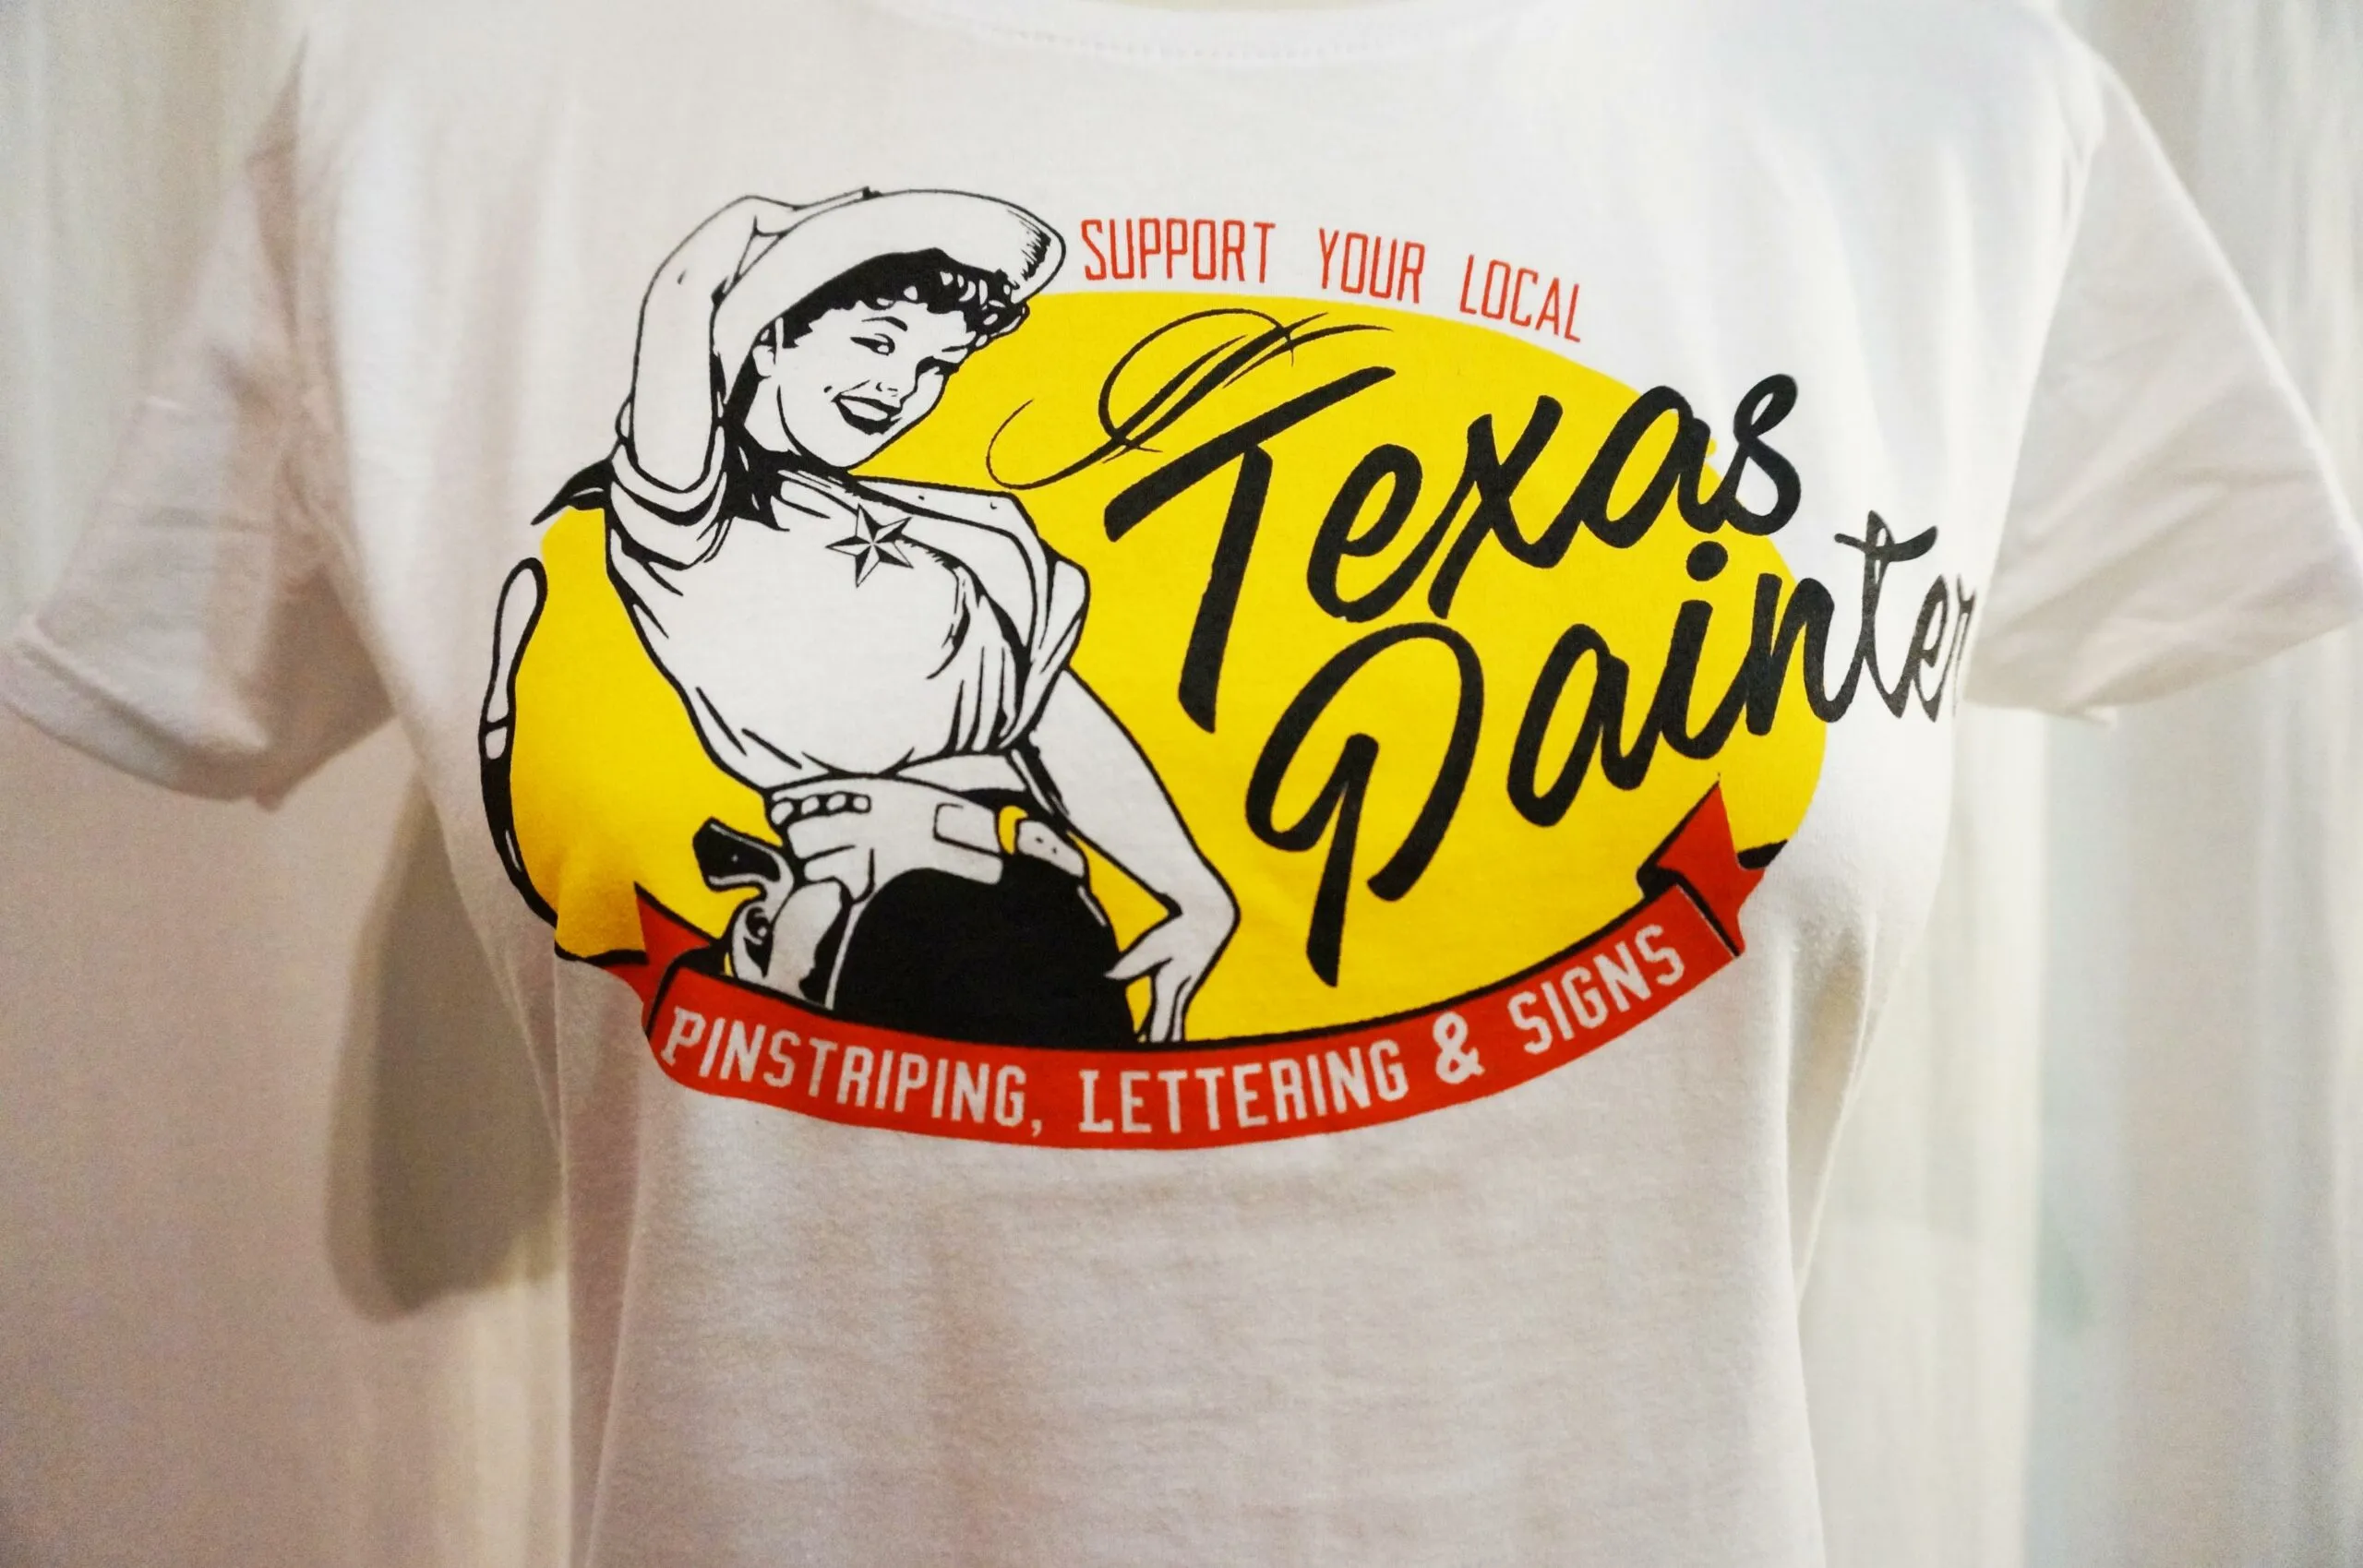 SUPPORT YOUR LOCAL
Texas
Painter
PINSTRIPING, LETTERING & SIGNS